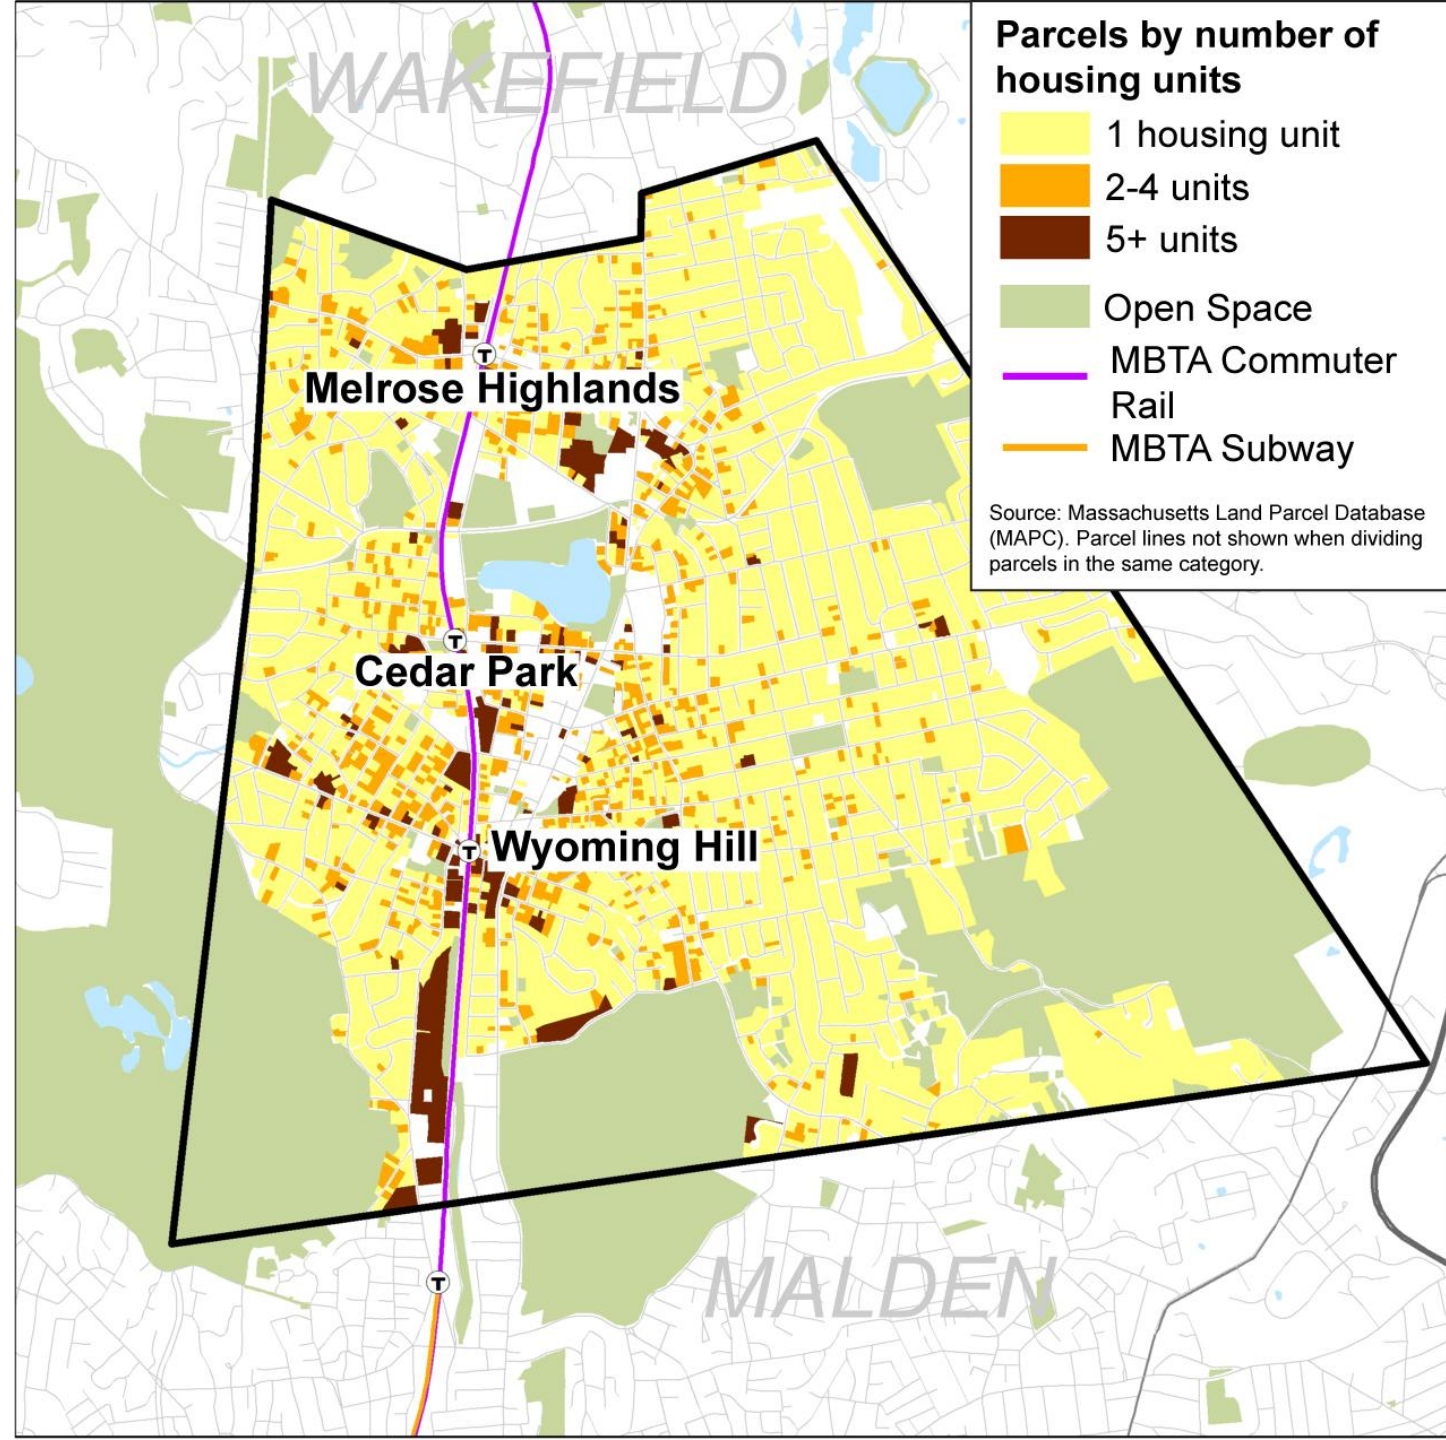 WAKEFIELD
Parcels by number of
housing units
1 housing unit
2-4 units
5+ units
Open Space
MBTA Commuter
Rail
MBTA Subway
Source: Massachusetts Land Parcel Database
(MAPC). Parcel lines not shown when dividing
parcels in the same category.
T
Melrose Highlands
T
Cedar Park
T
Wyoming Hill
T
MALDEN